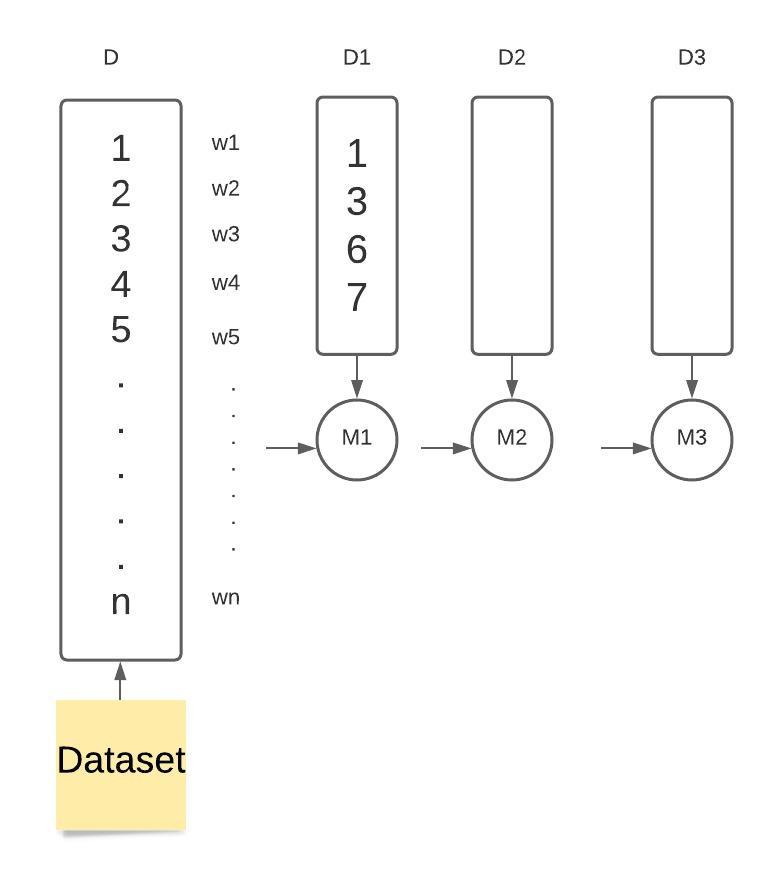 D
D1
D2
D3
1
2
3
4
5
.
.
.
.
.
n
w1
w2
w3
w4
w5
.
.
.
.
.
.
.
wn
1
3
6
7
M1
M2
M3
Dataset